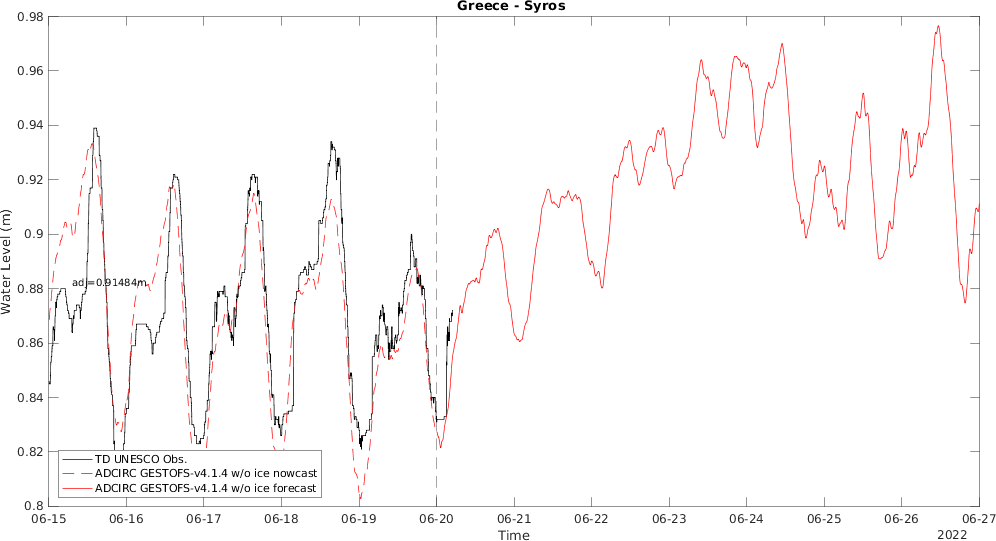 Greece - Syros
0.98
0.96
0.94
0.92
0.9
0.88
0.86
0.84
0.82
0.8
Water Level (m)
ad =0.91484m
TD UNESCO Obs.
ADCIRC GESTOFS-v4.1.4 w/o ice nowcast
ADCIRC GESTOFS-v4.1.4 w/o ice forecast
06-15 06-16 06-17 06-18 06-19 06-20 06-21 06-22 06-23 06-24 06-25 06-26 06-27
Time
2022